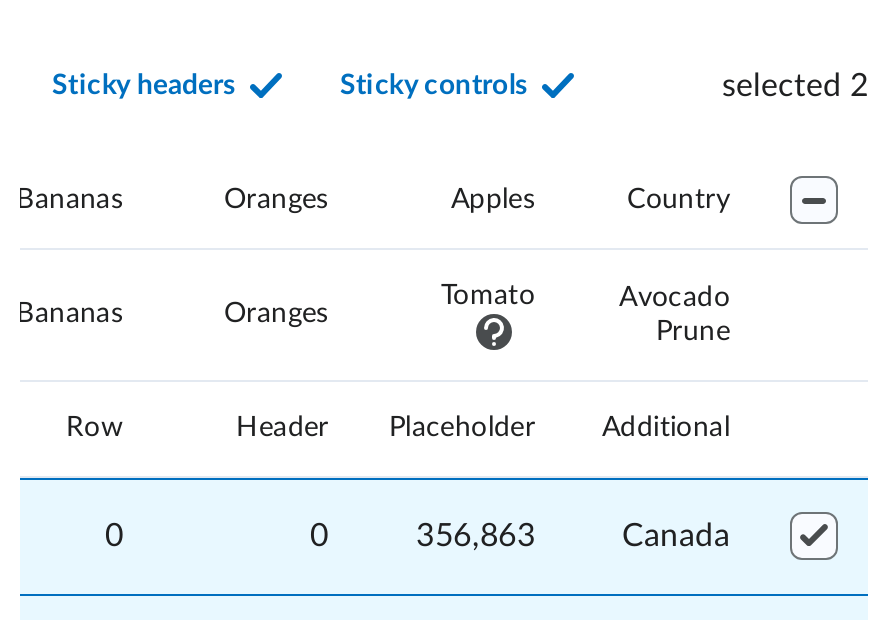 Sticky headers Sticky controls selected 2
Bananas Oranges Apples Country
Bananas Oranges Tomato Avocado Prune
Row Header Placeholder Additional
0 0 356,863 Canada